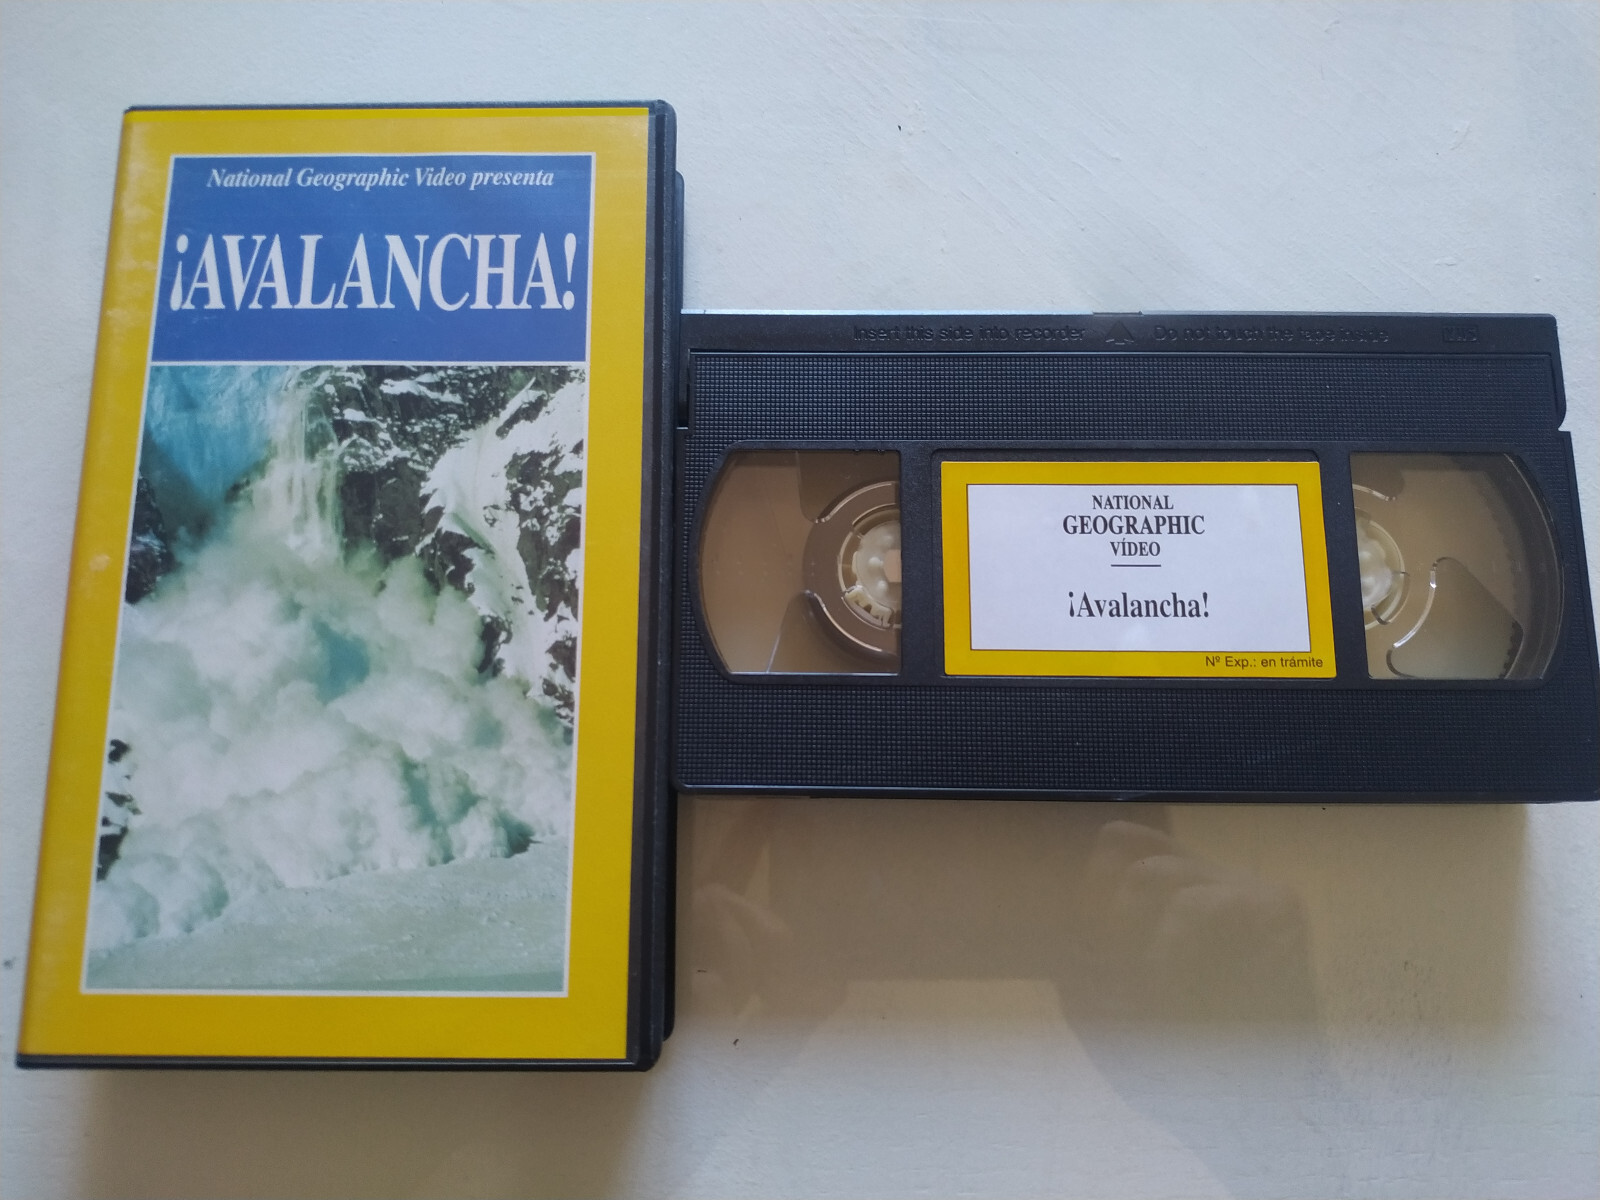 National Geographic Video presenta
¡AVALANCHA!
Insert this side into recorder Do not touch the tape inside VHS
NATIONAL
GEOGRAPHIC
VÍDEO
¡Avalancha!
Nº Exp.: en trámite